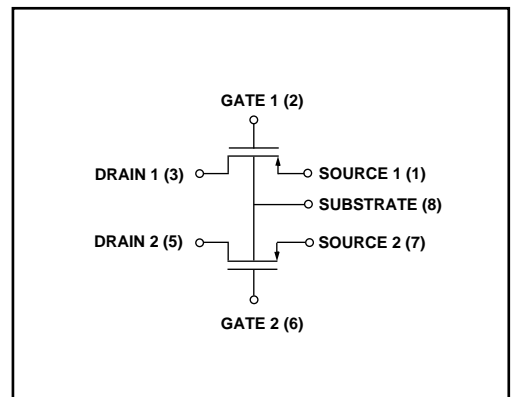 GATE 1 (2)
DRAIN 1 (3)
SOURCE 1 (1)
SUBSTRATE (8)
DRAIN 2 (5)
SOURCE 2 (7)
GATE 2 (6)